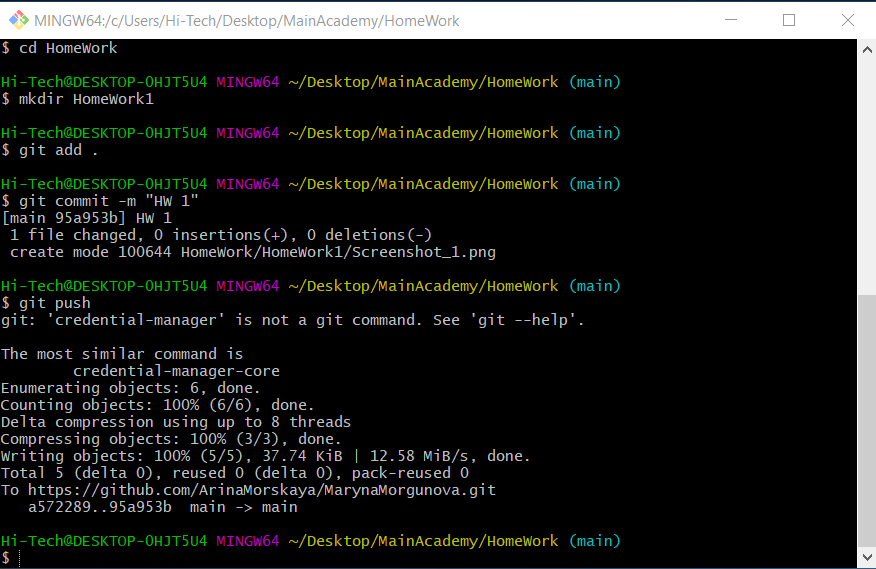 MINGW64:/c/Users/Hi-Tech/Desktop/MainAcademy/HomeWork
$ cd HomeWork
Hi-Tech@DESKTOP-OHJT5U4 MINGW64 ~/Desktop/MainAcademy/HomeWork (main)
$ mkdir HomeWork1
Hi-Tech@DESKTOP-OHJT5U4 MINGW64 ~/Desktop/MainAcademy/HomeWork (main)
$ git add .
Hi-Tech@DESKTOP-OHJT5U4 MINGW64 ~/Desktop/MainAcademy/HomeWork (main)
$ git commit -m "HW 1"
[main 95a953b] HW 1
 1 file changed, 0 insertions(+), 0 deletions(-)
 create mode 100644 HomeWork/HomeWork1/Screenshot_1.png
Hi-Tech@DESKTOP-OHJT5U4 MINGW64 ~/Desktop/MainAcademy/HomeWork (main)
$ git push
git: 'credential-manager' is not a git command. See 'git --help'.
The most similar command is
        credential-manager-core
Enumerating objects: 6, done.
Counting objects: 100% (6/6), done.
Delta compression using up to 8 threads
Compressing objects: 100% (3/3), done.
Writing objects: 100% (5/5), 37.74 KiB | 12.58 MiB/s, done.
Total 5 (delta 0), reused 0 (delta 0), pack-reused 0
To https://github.com/ArinaMorskaya/MarynaMorgunova.git
   a572289..95a953b  main -> main
Hi-Tech@DESKTOP-OHJT5U4 MINGW64 ~/Desktop/MainAcademy/HomeWork (main)
$